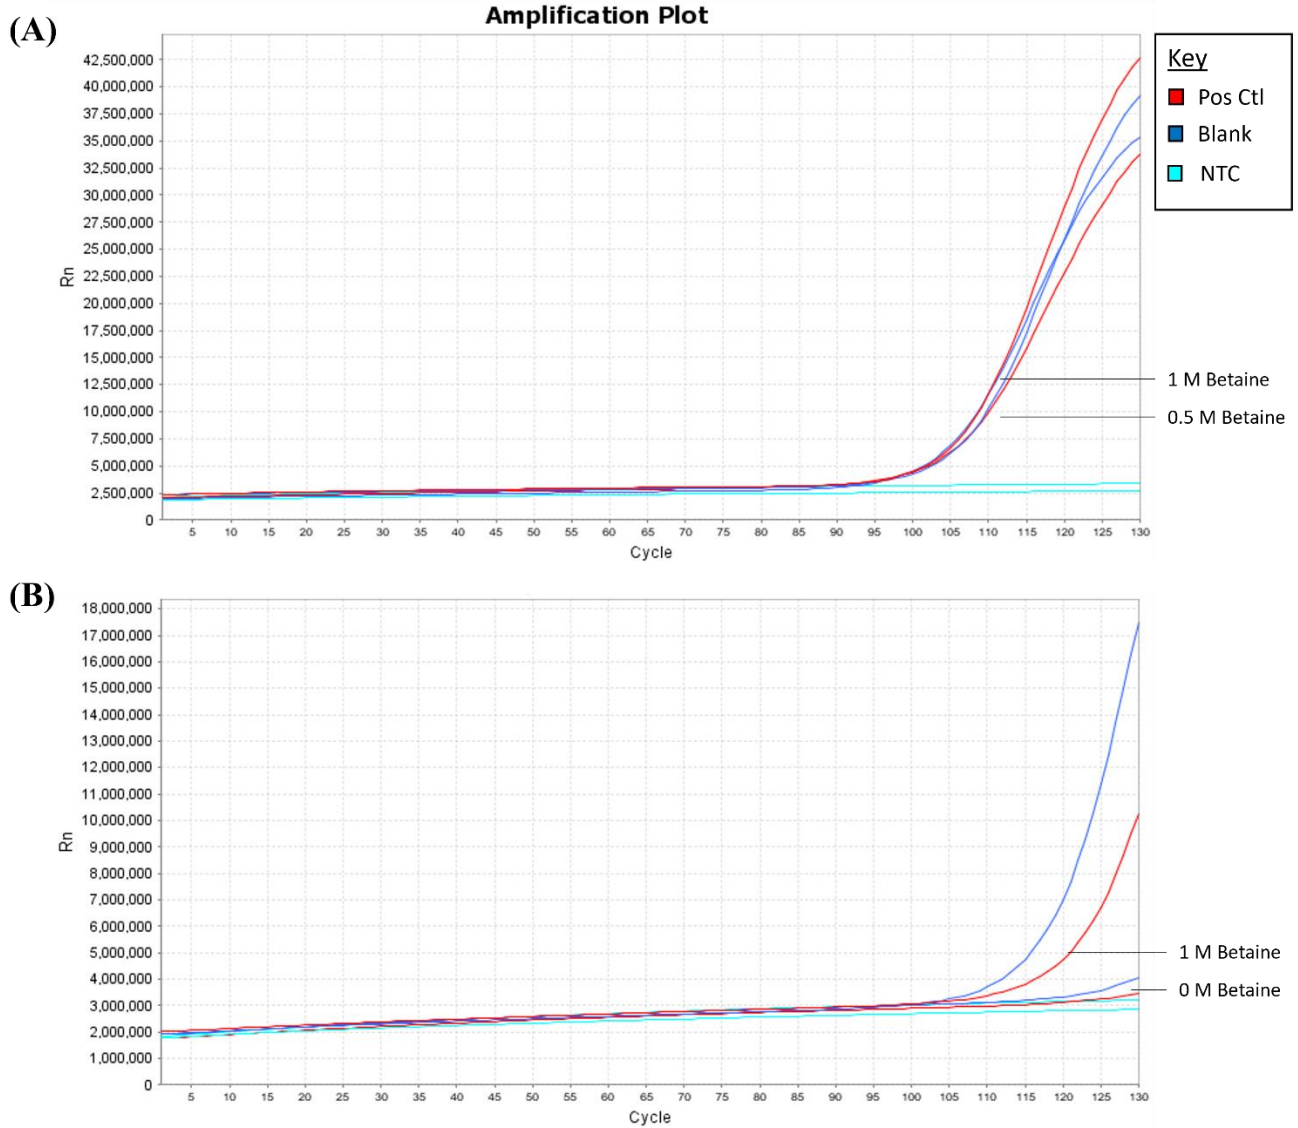 (A)
Amplification Plot
Key
Pos Ctl
Blank
NTC
42,500,000
40,000,000
37,500,000
35,000,000
32,500,000
30,000,000
27,500,000
25,000,000
22,500,000
20,000,000
17,500,000
15,000,000
12,500,000
10,000,000
7,500,000
5,000,000
2,500,000
0
Rn
1 M Betaine
0.5 M Betaine
5 10 15 20 25 30 35 40 45 50 55 60 65 70 75 80 85 90 95 100 105 110 115 120 125 130
Cycle
(B)
18,000,000
17,000,000
16,000,000
15,000,000
14,000,000
13,000,000
12,000,000
11,000,000
10,000,000
9,000,000
8,000,000
7,000,000
6,000,000
5,000,000
4,000,000
3,000,000
2,000,000
1,000,000
0
Rn
1 M Betaine
0 M Betaine
5 10 15 20 25 30 35 40 45 50 55 60 65 70 75 80 85 90 95 100 105 110 115 120 125 130
Cycle